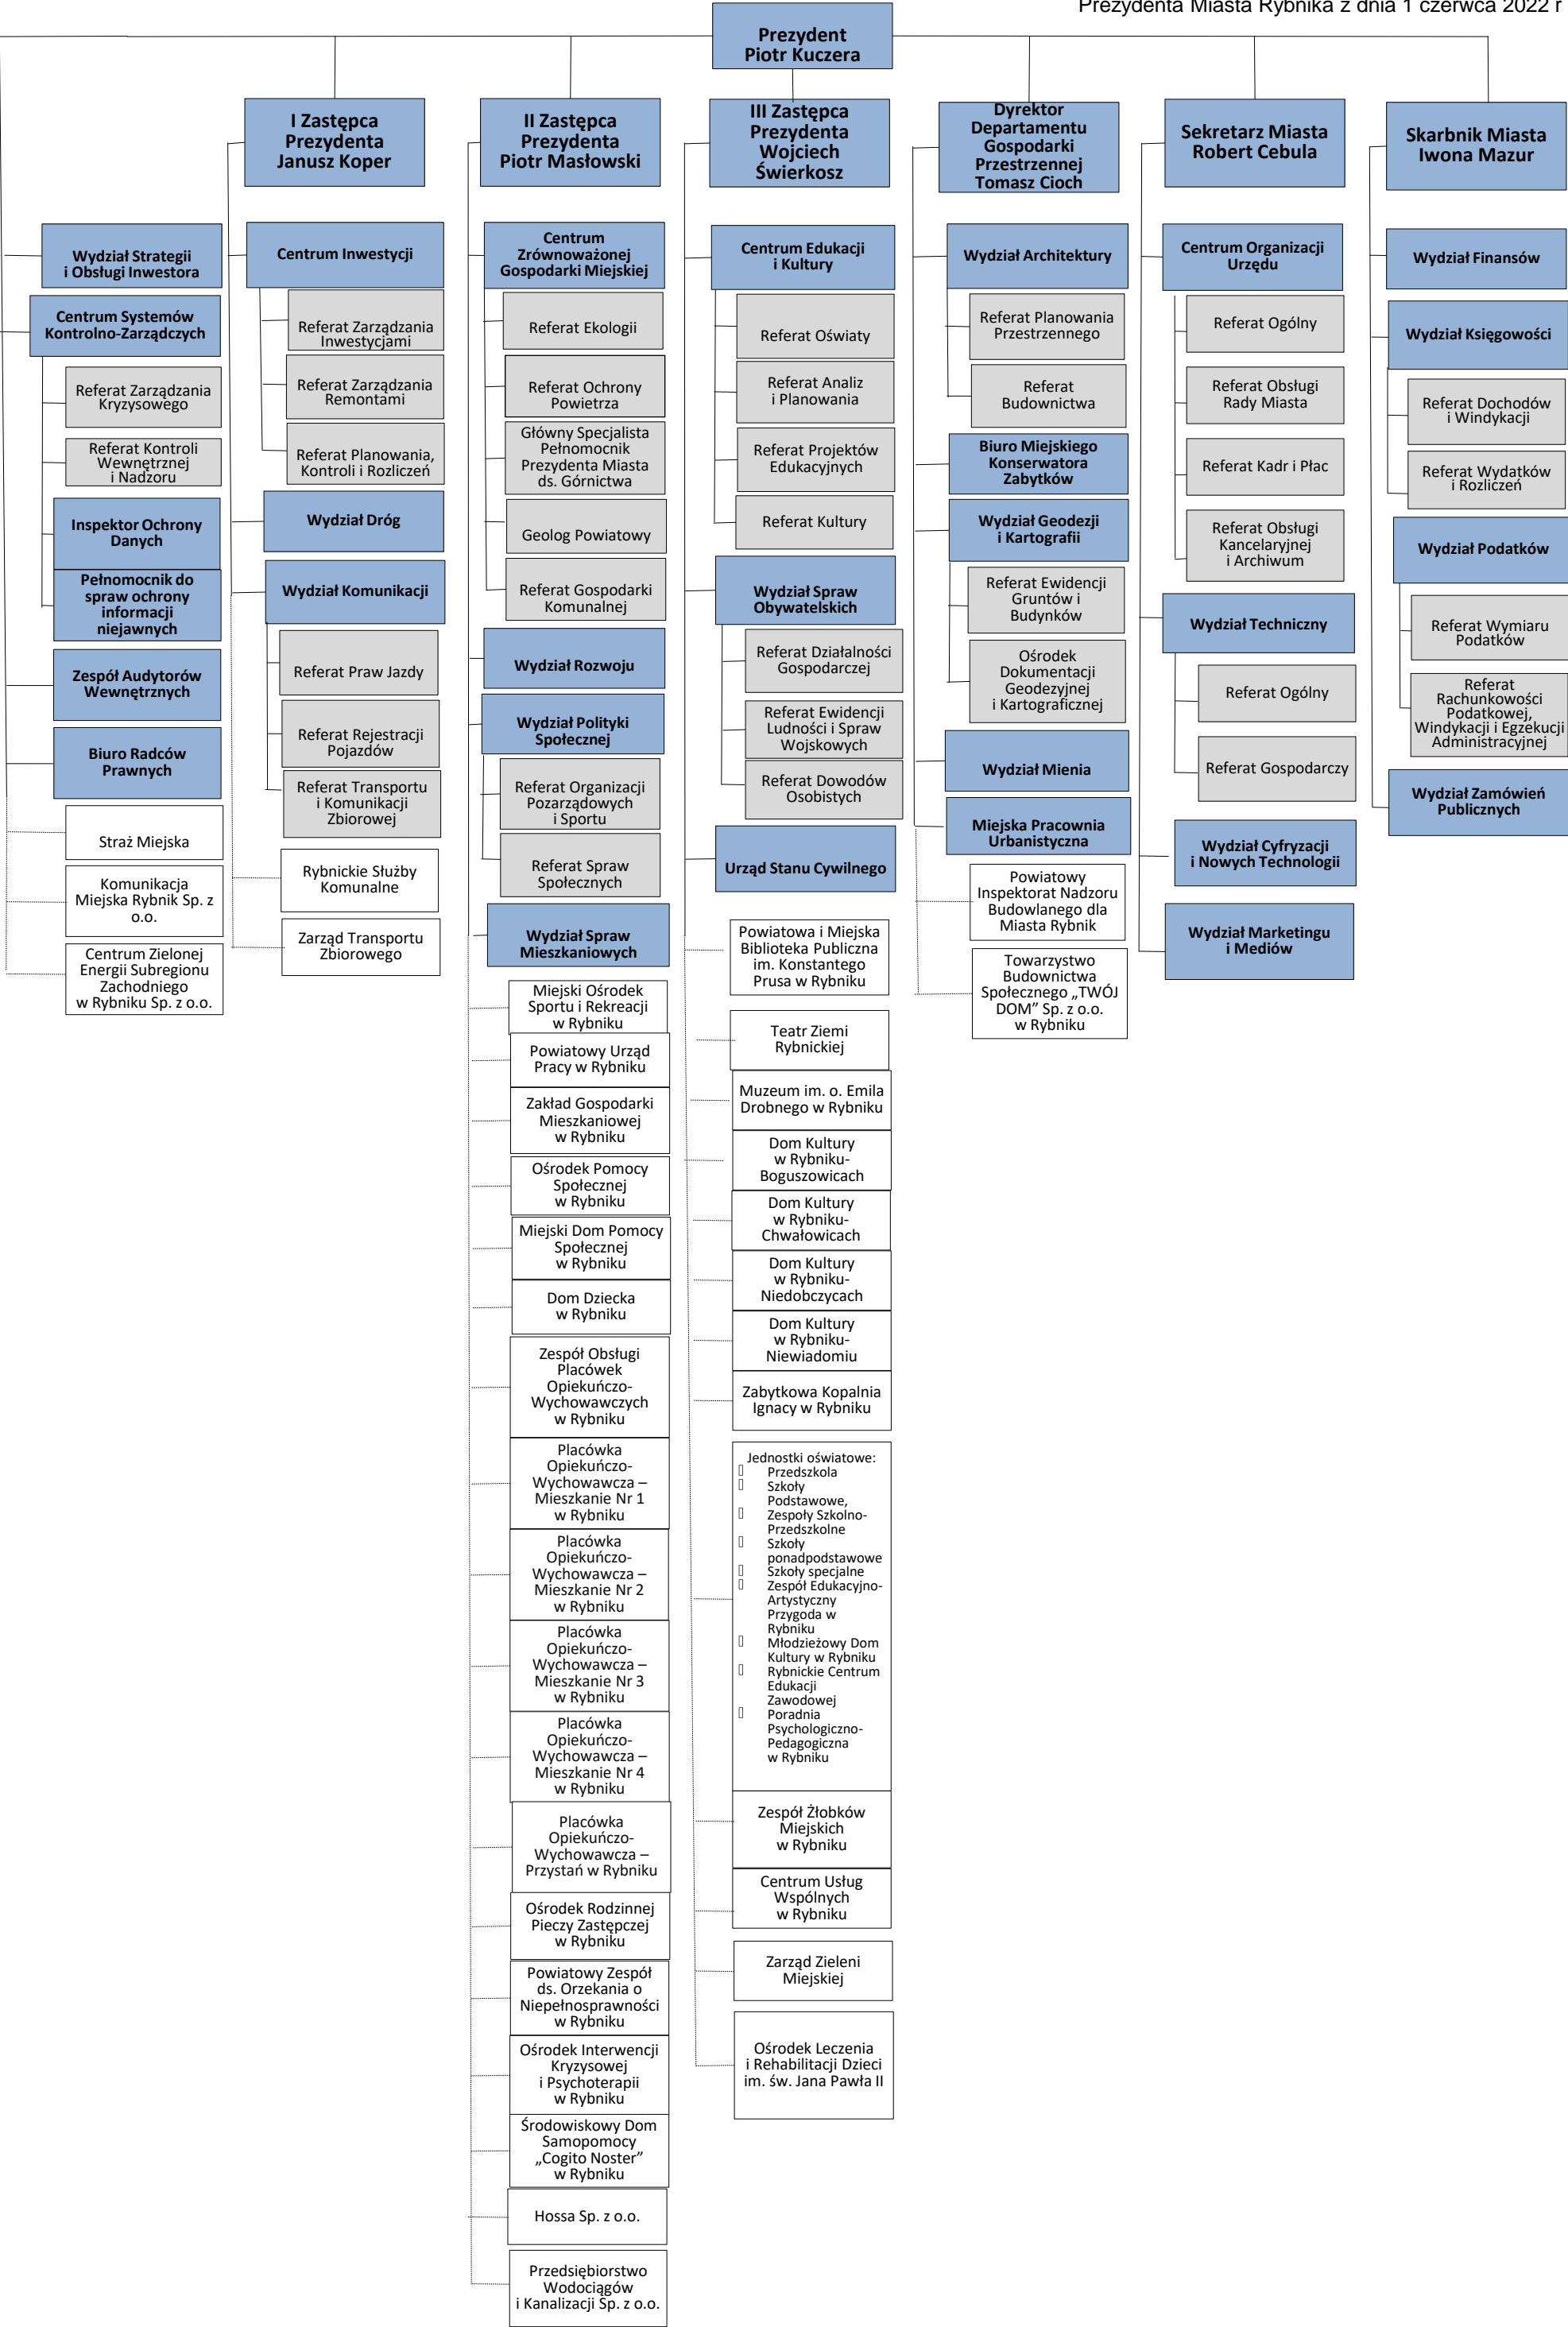 Prezydenta Miasta Rybnika z dnia 1 czerwca 2022 r
Prezydent
Piotr Kuczera
I Zastępca
Prezydenta
Janusz Koper
II Zastępca
Prezydenta
Piotr Masłowski
III Zastępca
Prezydenta
Wojciech
Świerkosz
Dyrektor
Departamentu
Gospodarki
Przestrzennej
Tomasz Cioch
Sekretarz Miasta
Robert Cebula
Skarbnik Miasta
Iwona Mazur
Wydział Strategii
i Obsługi Inwestora
Centrum Systemów
Kontrolno-Zarządczych
Referat Zarządzania
Kryzysowego
Referat Kontroli
Wewnętrznej
i Nadzoru
Inspektor Ochrony
Danych
Pełnomocnik do
spraw ochrony
informacji
niejawnych
Zespół Audytorów
Wewnętrznych
Biuro Radców
Prawnych
Straż Miejska
Komunikacja
Miejska Rybnik Sp. z
o.o.
Centrum Zielonej
Energii Subregionu
Zachodniego
w Rybniku Sp. z o.o.
Centrum Inwestycji
Referat Zarządzania
Inwestycjami
Referat Zarządzania
Remontami
Referat Planowania,
Kontroli i Rozliczeń
Wydział Dróg
Wydział Komunikacji
Referat Praw Jazdy
Referat Rejestracji
Pojazdów
Referat Transportu
i Komunikacji
Zbiorowej
Rybnickie Służby
Komunalne
Zarząd Transportu
Zbiorowego
Centrum
Zrównoważonej
Gospodarki Miejskiej
Referat Ekologii
Referat Ochrony
Powietrza
Główny Specjalista
Pełnomocnik
Prezydenta Miasta
ds. Górnictwa
Geolog Powiatowy
Referat Gospodarki
Komunalnej
Wydział Rozwoju
Wydział Polityki
Społecznej
Referat Organizacji
Pozarządowych
i Sportu
Referat Spraw
Społecznych
Wydział Spraw
Mieszkaniowych
Miejski Ośrodek
Sportu i Rekreacji
w Rybniku
Powiatowy Urząd
Pracy w Rybniku
Zakład Gospodarki
Mieszkaniowej
w Rybniku
Ośrodek Pomocy
Społecznej
w Rybniku
Miejski Dom Pomocy
Społecznej
w Rybniku
Dom Dziecka
w Rybniku
Zespół Obsługi
Placówek
Opiekuńczo-
Wychowawczych
w Rybniku
Placówka
Opiekuńczo-
Wychowawcza –
Mieszkanie Nr 1
w Rybniku
Placówka
Opiekuńczo-
Wychowawcza –
Mieszkanie Nr 2
w Rybniku
Placówka
Opiekuńczo-
Wychowawcza –
Mieszkanie Nr 3
w Rybniku
Placówka
Opiekuńczo-
Wychowawcza –
Mieszkanie Nr 4
w Rybniku
Placówka
Opiekuńczo-
Wychowawcza –
Przystań w Rybniku
Ośrodek Rodzinnej
Pieczy Zastępczej
w Rybniku
Powiatowy Zespół
ds. Orzekania o
Niepełnosprawności
w Rybniku
Ośrodek Interwencji
Kryzysowej
i Psychoterapii
w Rybniku
Środowiskowy Dom
Samopomocy
„Cogito Noster”
w Rybniku
Hossa Sp. z o.o.
Przedsiębiorstwo
Wodociągów
i Kanalizacji Sp. z o.o.
Centrum Edukacji
i Kultury
Referat Oświaty
Referat Analiz
i Planowania
Referat Projektów
Edukacyjnych
Referat Kultury
Wydział Spraw
Obywatelskich
Referat Działalności
Gospodarczej
Referat Ewidencji
Ludności i Spraw
Wojskowych
Referat Dowodów
Osobistych
Urząd Stanu Cywilnego
Powiatowa i Miejska
Biblioteka Publiczna
im. Konstantego
Prusa w Rybniku
Teatr Ziemi
Rybnickiej
Muzeum im. o. Emila
Drobnego w Rybniku
Dom Kultury
w Rybniku-
Boguszowicach
Dom Kultury
w Rybniku-
Chwałowicach
Dom Kultury
w Rybniku-
Niedobczycach
Dom Kultury
w Rybniku-
Niewiadomiu
Zabytkowa Kopalnia
Ignacy w Rybniku
Jednostki oświatowe:
Przedszkola
Szkoły
Podstawowe,
Zespoły Szkolno-
Przedszkolne
Szkoły
ponadpodstawowe
Szkoły specjalne
Zespół Edukacyjno-
Artystyczny
Przygoda w
Rybniku
Młodzieżowy Dom
Kultury w Rybniku
Rybnickie Centrum
Edukacji
Zawodowej
Poradnia
Psychologiczno-
Pedagogiczna
w Rybniku
Zespół Żłobków
Miejskich
w Rybniku
Centrum Usług
Wspólnych
w Rybniku
Zarząd Zieleni
Miejskiej
Ośrodek Leczenia
i Rehabilitacji Dzieci
im. św. Jana Pawła II
Wydział Architektury
Referat Planowania
Przestrzennego
Referat
Budownictwa
Biuro Miejskiego
Konserwatora
Zabytków
Wydział Geodezji
i Kartografii
Referat Ewidencji
Gruntów i
Budynków
Ośrodek
Dokumentacji
Geodezyjnej
i Kartograficznej
Wydział Mienia
Miejska Pracownia
Urbanistyczna
Powiatowy
Inspektorat Nadzoru
Budowlanego dla
Miasta Rybnik
Towarzystwo
Budownictwa
Społecznego „TWÓJ
DOM” Sp. z o.o.
w Rybniku
Centrum Organizacji
Urzędu
Referat Ogólny
Referat Obsługi
Rady Miasta
Referat Kadr i Płac
Referat Obsługi
Kancelaryjnej
i Archiwum
Wydział Techniczny
Referat Ogólny
Referat Gospodarczy
Wydział Cyfryzacji
i Nowych Technologii
Wydział Marketingu
i Mediów
Wydział Finansów
Wydział Księgowości
Referat Dochodów
i Windykacji
Referat Wydatków
i Rozliczeń
Wydział Podatków
Referat Wymiaru
Podatków
Referat
Rachunkowości
Podatkowej,
Windykacji i Egzekucji
Administracyjnej
Wydział Zamówień
Publicznych